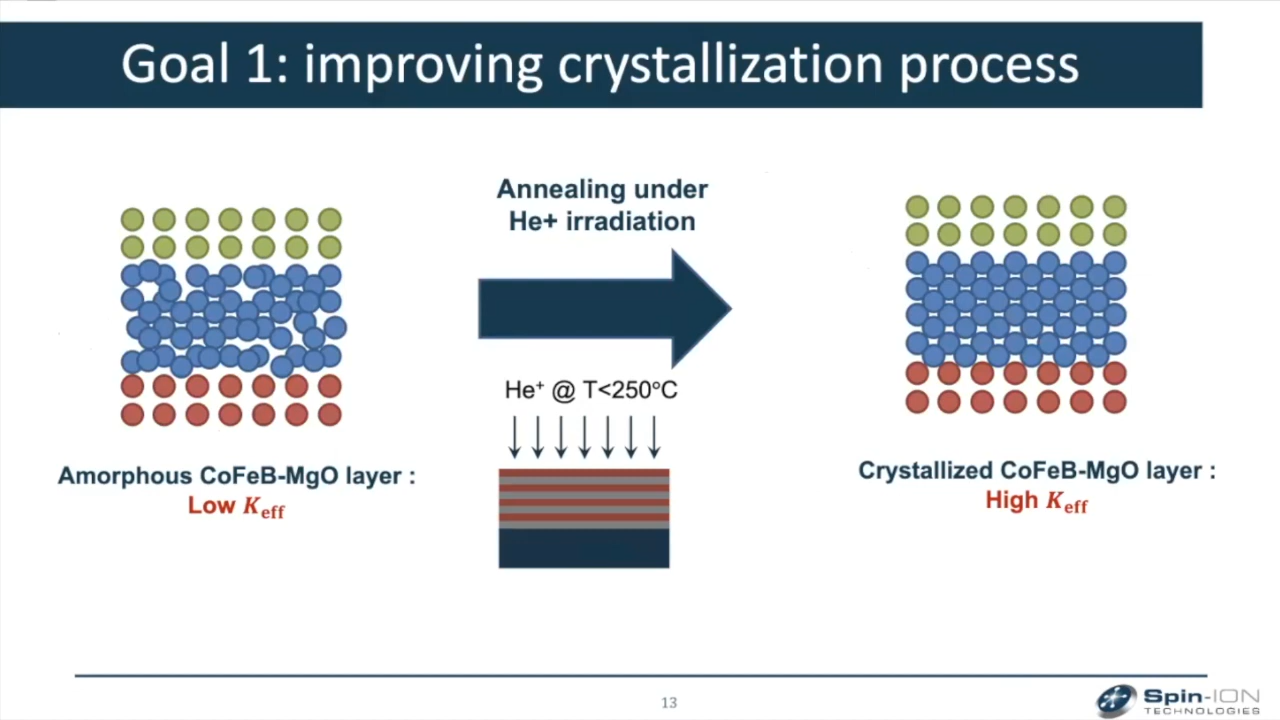 Goal 1: improving crystallization process
Annealing under
He+ irradiation
He⁺ @ T<250°C
Amorphous CoFeB-MgO layer :
Low 𝑲eff
Crystallized CoFeB-MgO layer :
High 𝑲eff
13
Spin-ION
TECHNOLOGIES